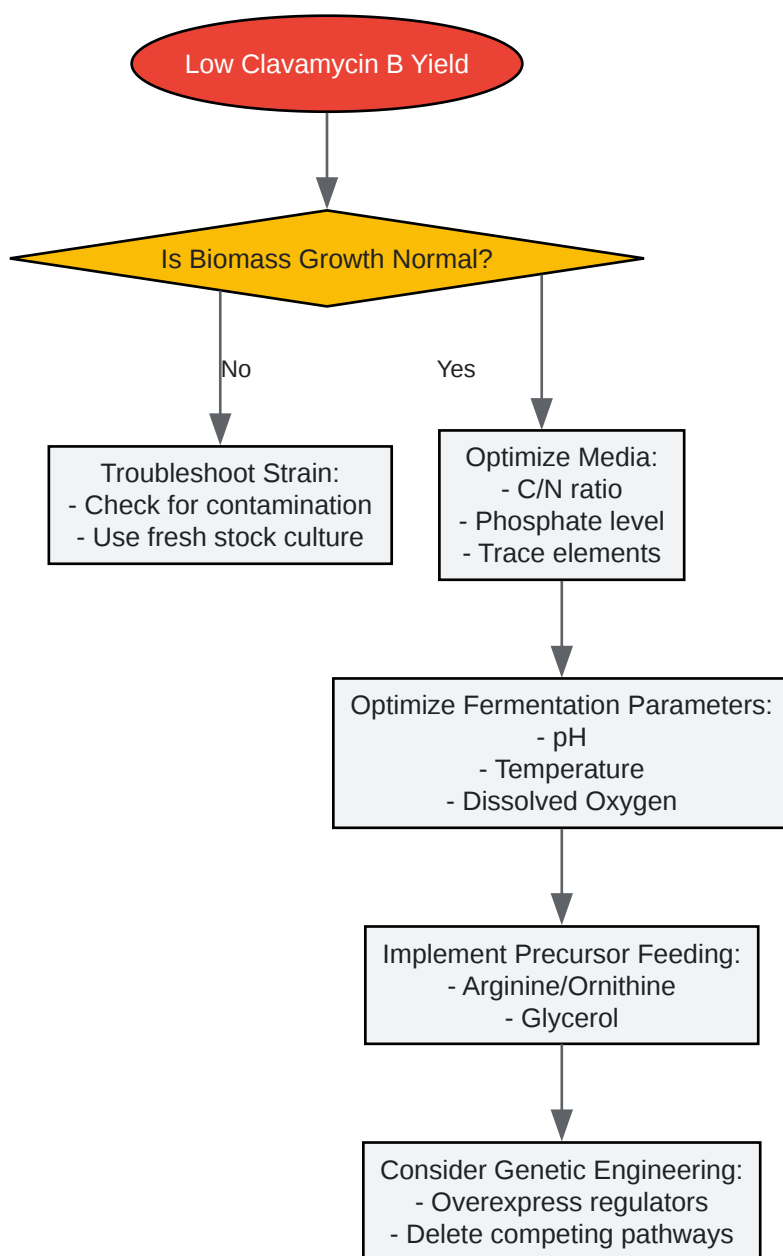 Low Clavamycin B Yield
Is Biomass Growth Normal?
No
Yes
Troubleshoot Strain:
- Check for contamination
- Use fresh stock culture
Optimize Media:
- C/N ratio
- Phosphate level
- Trace elements
Optimize Fermentation Parameters:
- pH
- Temperature
- Dissolved Oxygen
Implement Precursor Feeding:
- Arginine/Ornithine
- Glycerol
Consider Genetic Engineering:
- Overexpress regulators
- Delete competing pathways